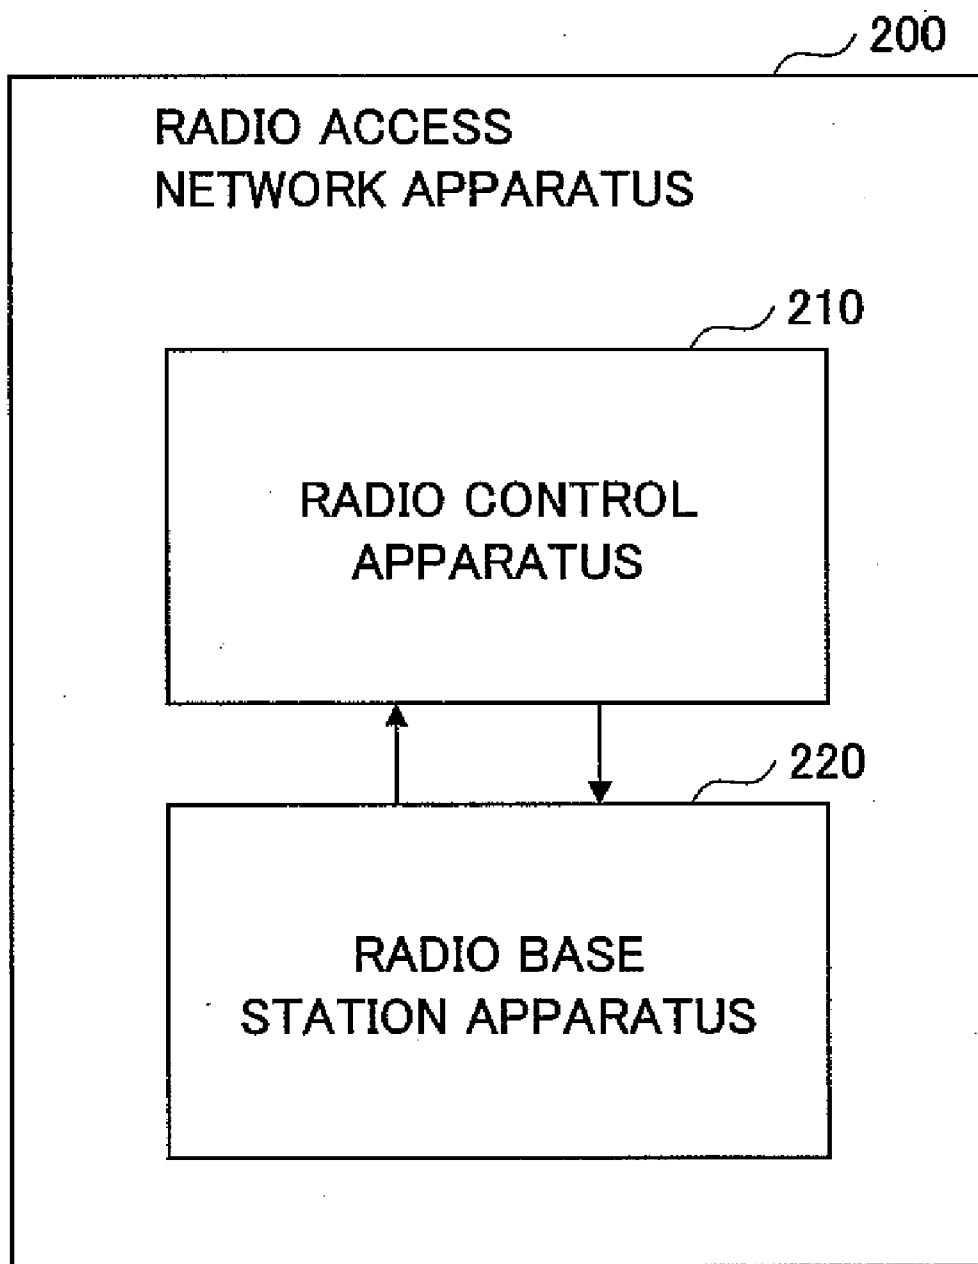 200
RADIO ACCESS
NETWORK APPARATUS
210
RADIO CONTROL
APPARATUS
220
RADIO BASE
STATION APPARATUS